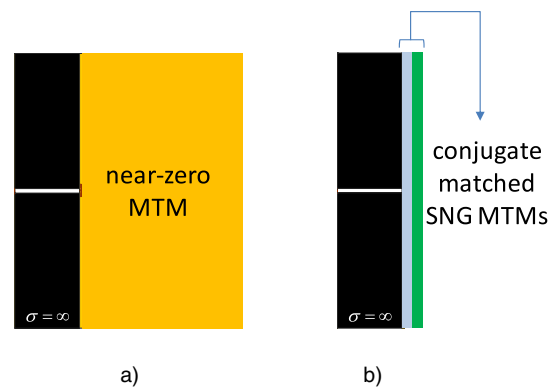 near-zero
MTM
σ = ∞
a)
conjugate
matched
SNG MTMs
σ = ∞
b)